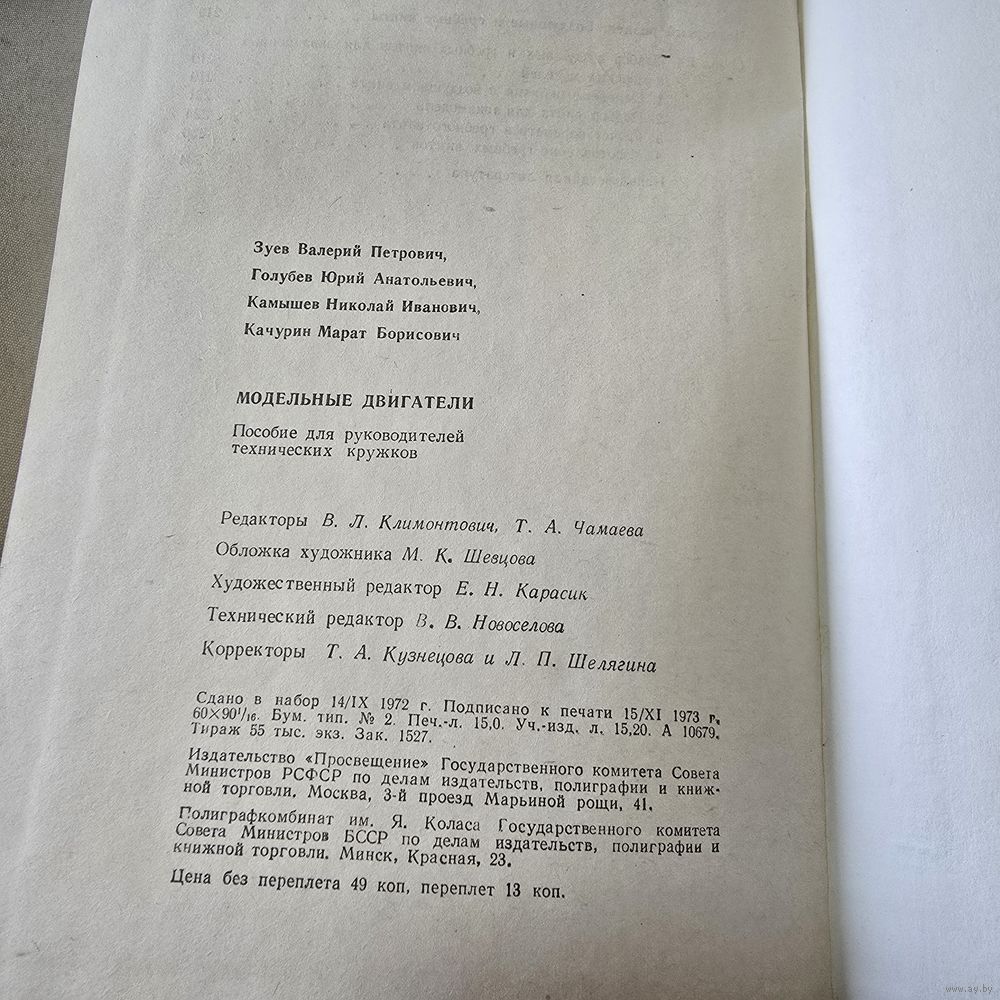 Зуев Валерий Петрович,
Голубев Юрий Анатольевич,
Камышев Николай Иванович,
Качурин Марат Борисович
МОДЕЛЬНЫЕ ДВИГАТЕЛИ
Пособие для руководителей
технических кружков
Редакторы В. Л. Климонтович, Т. А. Чамаева
Обложка художника М. К. Шевцова
Художественный редактор Е. Н. Карасик
Технический редактор В. В. Новоселова
Корректоры Т. А. Кузнецова и Л. П. Шелягина
Сдано в набор 14/IX 1972 г. Подписано к печати 15/XI 1973 г.
60×90¹/₁₆. Бум. тип. № 2. Печ.-л. 15,0. Уч.-изд. л. 15,20. А 10679.
Тираж 55 тыс. экз. Зак. 1527.
Издательство «Просвещение» Государственного комитета Совета
Министров РСФСР по делам издательств, полиграфии и книж-
ной торговли. Москва, 3-й проезд Марьиной рощи, 41.
Полиграфкомбинат им. Я. Коласа Государственного комитета
Совета Министров БССР по делам издательств, полиграфии и
книжной торговли. Минск, Красная, 23.
Цена без переплета 49 коп, переплет 13 коп.
www.ay.by